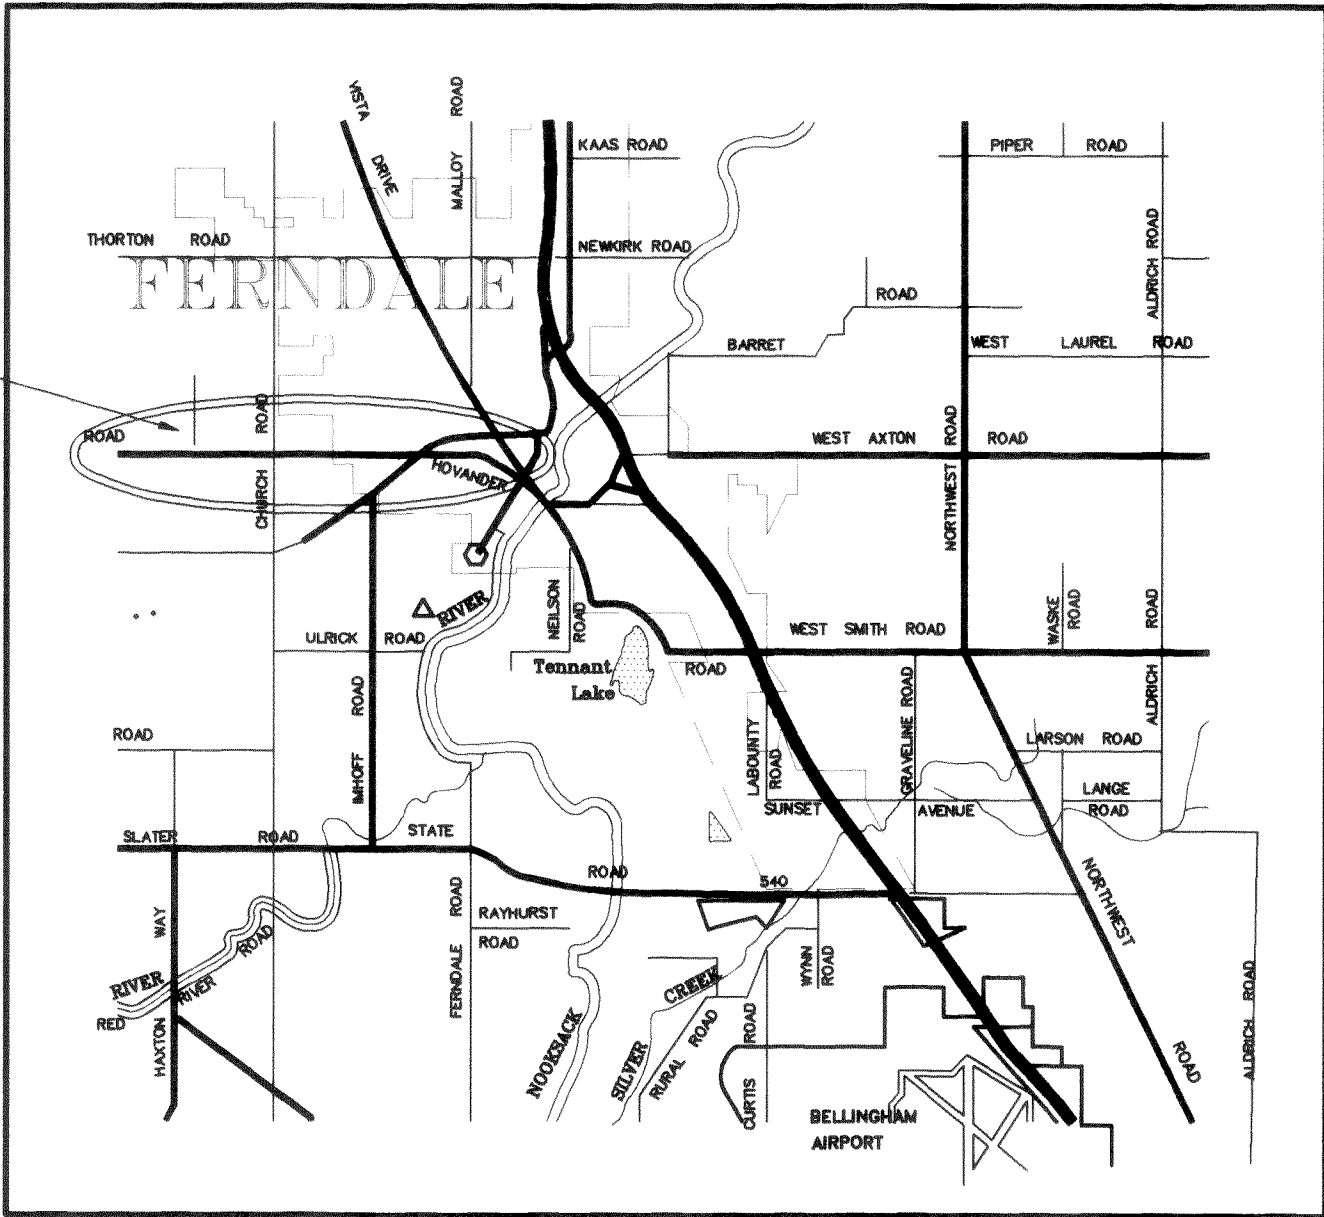 VISTA
DRIVE
MALLOY ROAD
KAAS ROAD
PIPER ROAD
THORTON ROAD
NEWKIRK ROAD
ALDRICH ROAD
FERNDALE
ROAD
BARRET
WEST LAUREL ROAD
ROAD
CHURCH ROAD
HOVANDER
WEST AXTON ROAD
NORTHWEST ROAD
RIVER
NEILSON
ROAD
ULRICK ROAD
WEST SMITH ROAD
WASKE
ROAD
ALDRICH ROAD
Tennant
Lake
ROAD
IMHOFF ROAD
ROAD
LABOUNTY
ROAD
GRAVELINE ROAD
LARSON ROAD
LANGE
ROAD
SUNSET AVENUE
SLATER ROAD
STATE
ROAD
540
NORTHWEST
ROAD
FERNDALE ROAD
RAYHURST
ROAD
HAXTON WAY
RIVER
ROAD
RIVER
RED
NOOKSACK
SILVER
CREEK
RURAL ROAD
CURTIS ROAD
WYNN
ROAD
ALDRICH ROAD
BELLINGHAM
AIRPORT